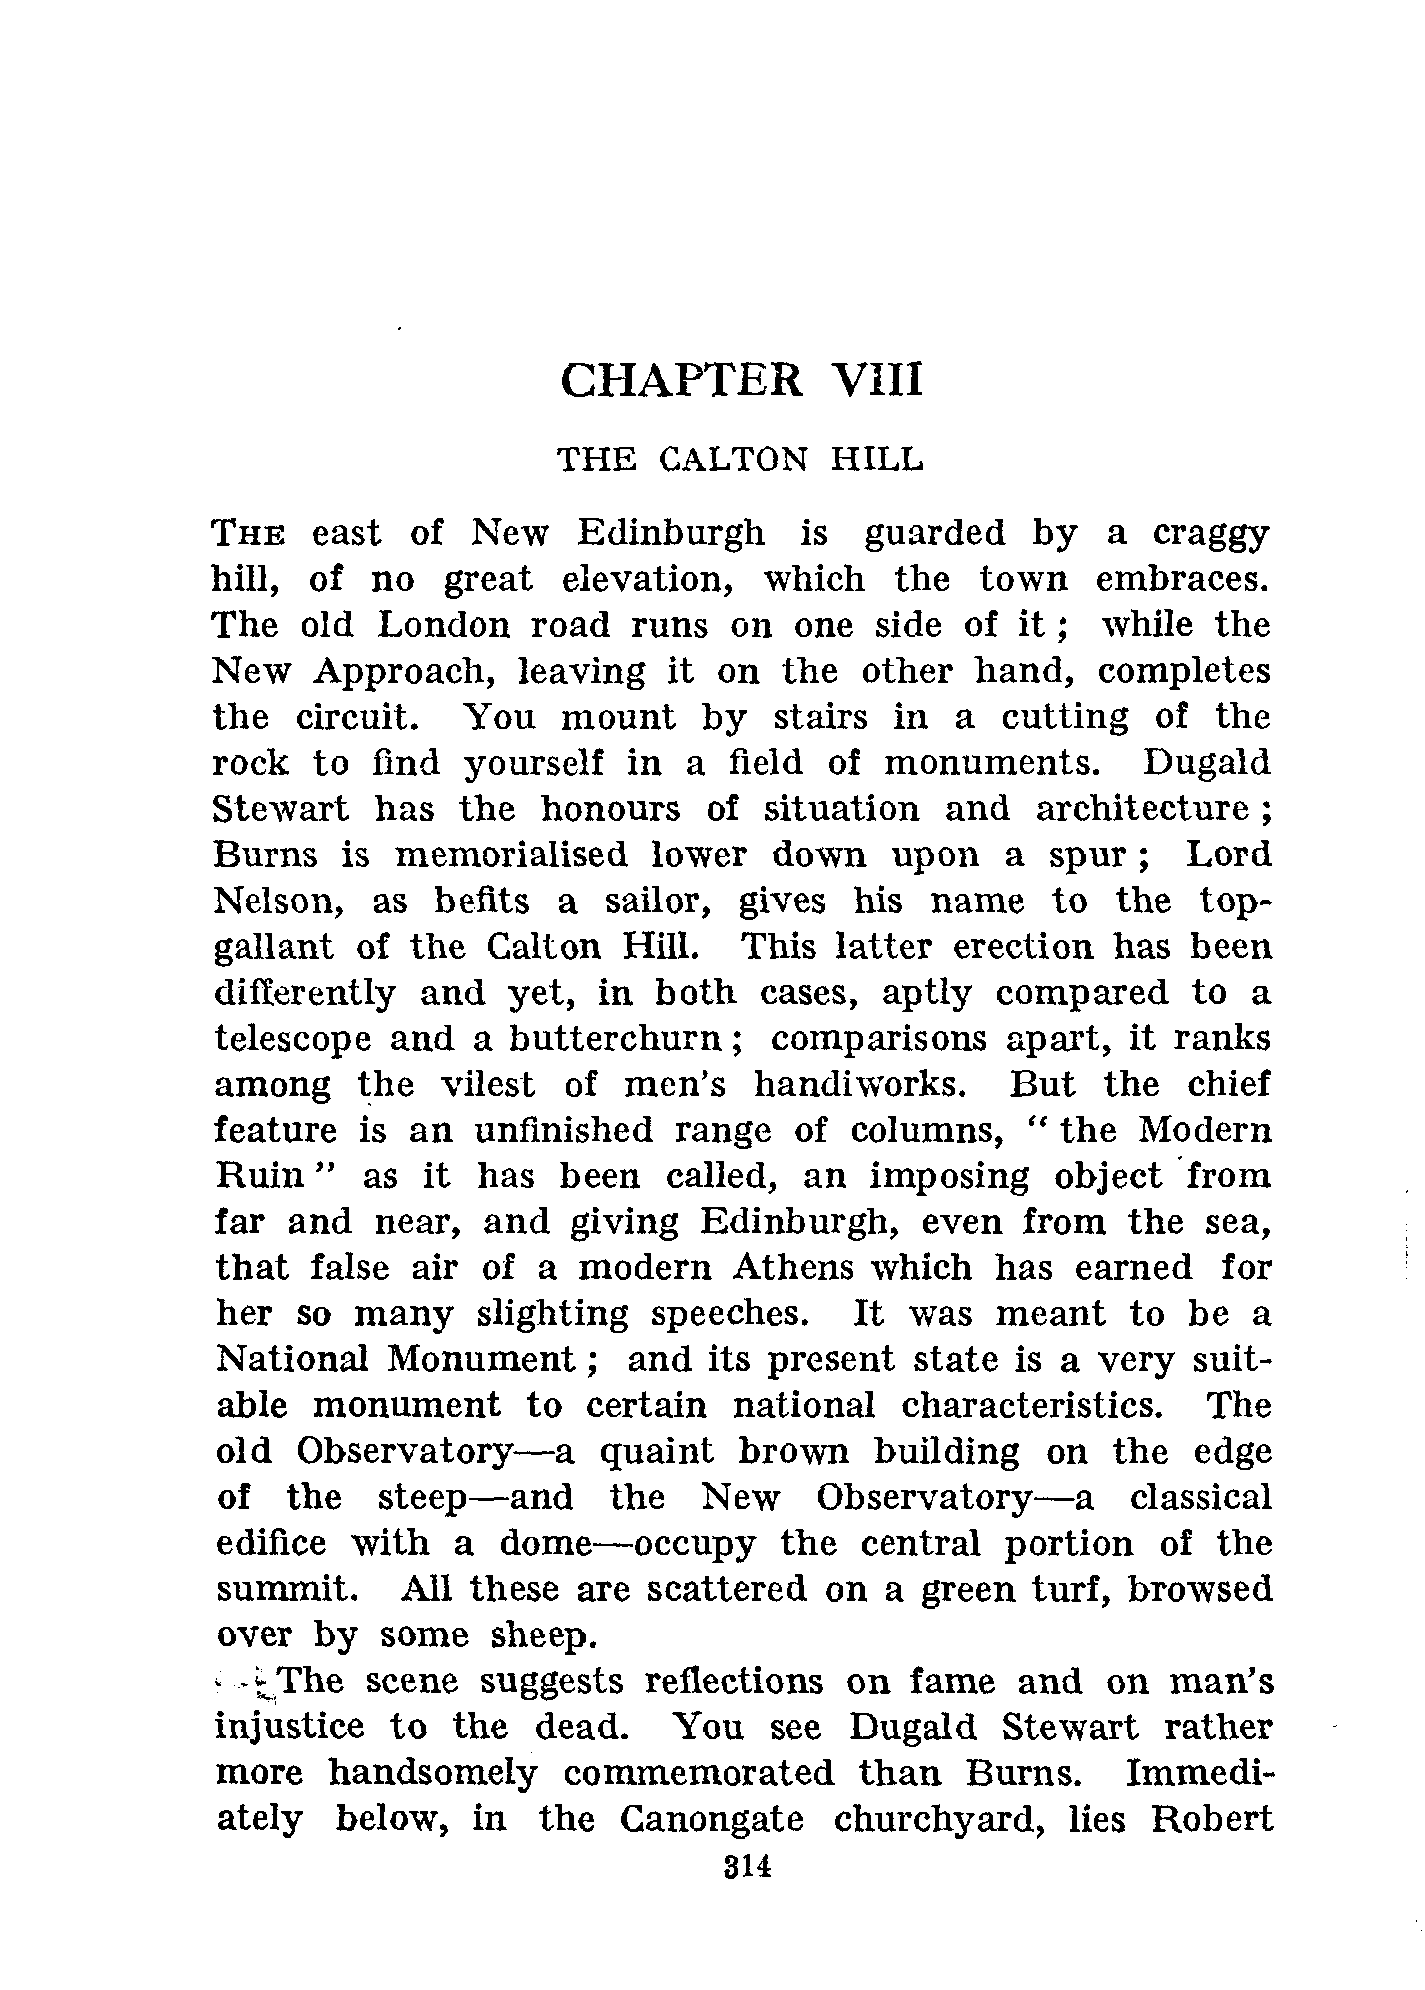 CHAPTER VIII
THE CALTON HILL
THE east of New Edinburgh is guarded by a craggy
hill, of no great elevation, which the town embraces.
The old London road runs on one side of it ; while the
New Approach, leaving it on the other hand, completes
the circuit. You mount by stairs in a cutting of the
rock to find yourself in a field of monuments. Dugald
Stewart has the honours of situation and architecture ;
Burns is memorialised lower down upon a spur ; Lord
Nelson, as befits a sailor, gives his name to the top-
gallant of the Calton Hill. This latter erection has been
differently and yet, in both cases, aptly compared to a
telescope and a butterchurn ; comparisons apart, it ranks
among the vilest of men's handiworks. But the chief
feature is an unfinished range of columns, “ the Modern
Ruin ” as it has been called, an imposing object from
far and near, and giving Edinburgh, even from the sea,
that false air of a modern Athens which has earned for
her so many slighting speeches. It was meant to be a
National Monument ; and its present state is a very suit-
able monument to certain national characteristics. The
old Observatory—a quaint brown building on the edge
of the steep—and the New Observatory—a classical
edifice with a dome—occupy the central portion of the
summit. All these are scattered on a green turf, browsed
over by some sheep.
The scene suggests reflections on fame and on man's
injustice to the dead. You see Dugald Stewart rather
more handsomely commemorated than Burns. Immedi-
ately below, in the Canongate churchyard, lies Robert
314